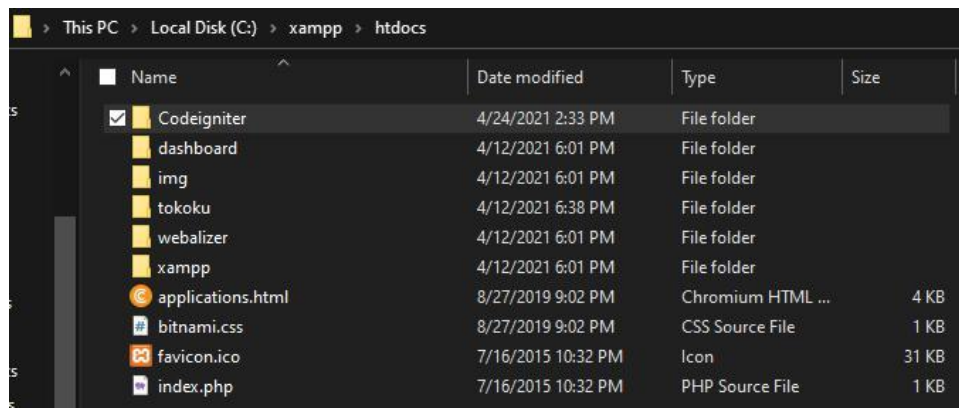 This PC > Local Disk (C:) > xampp > htdocs
Name Date modified Type Size
Codeigniter 4/24/2021 2:33 PM File folder
dashboard 4/12/2021 6:01 PM File folder
img 4/12/2021 6:01 PM File folder
tokoku 4/12/2021 6:38 PM File folder
webalizer 4/12/2021 6:01 PM File folder
xampp 4/12/2021 6:01 PM File folder
applications.html 8/27/2019 9:02 PM Chromium HTML ... 4 KB
bitnami.css 8/27/2019 9:02 PM CSS Source File 1 KB
favicon.ico 7/16/2015 10:32 PM Icon 31 KB
index.php 7/16/2015 10:32 PM PHP Source File 1 KB